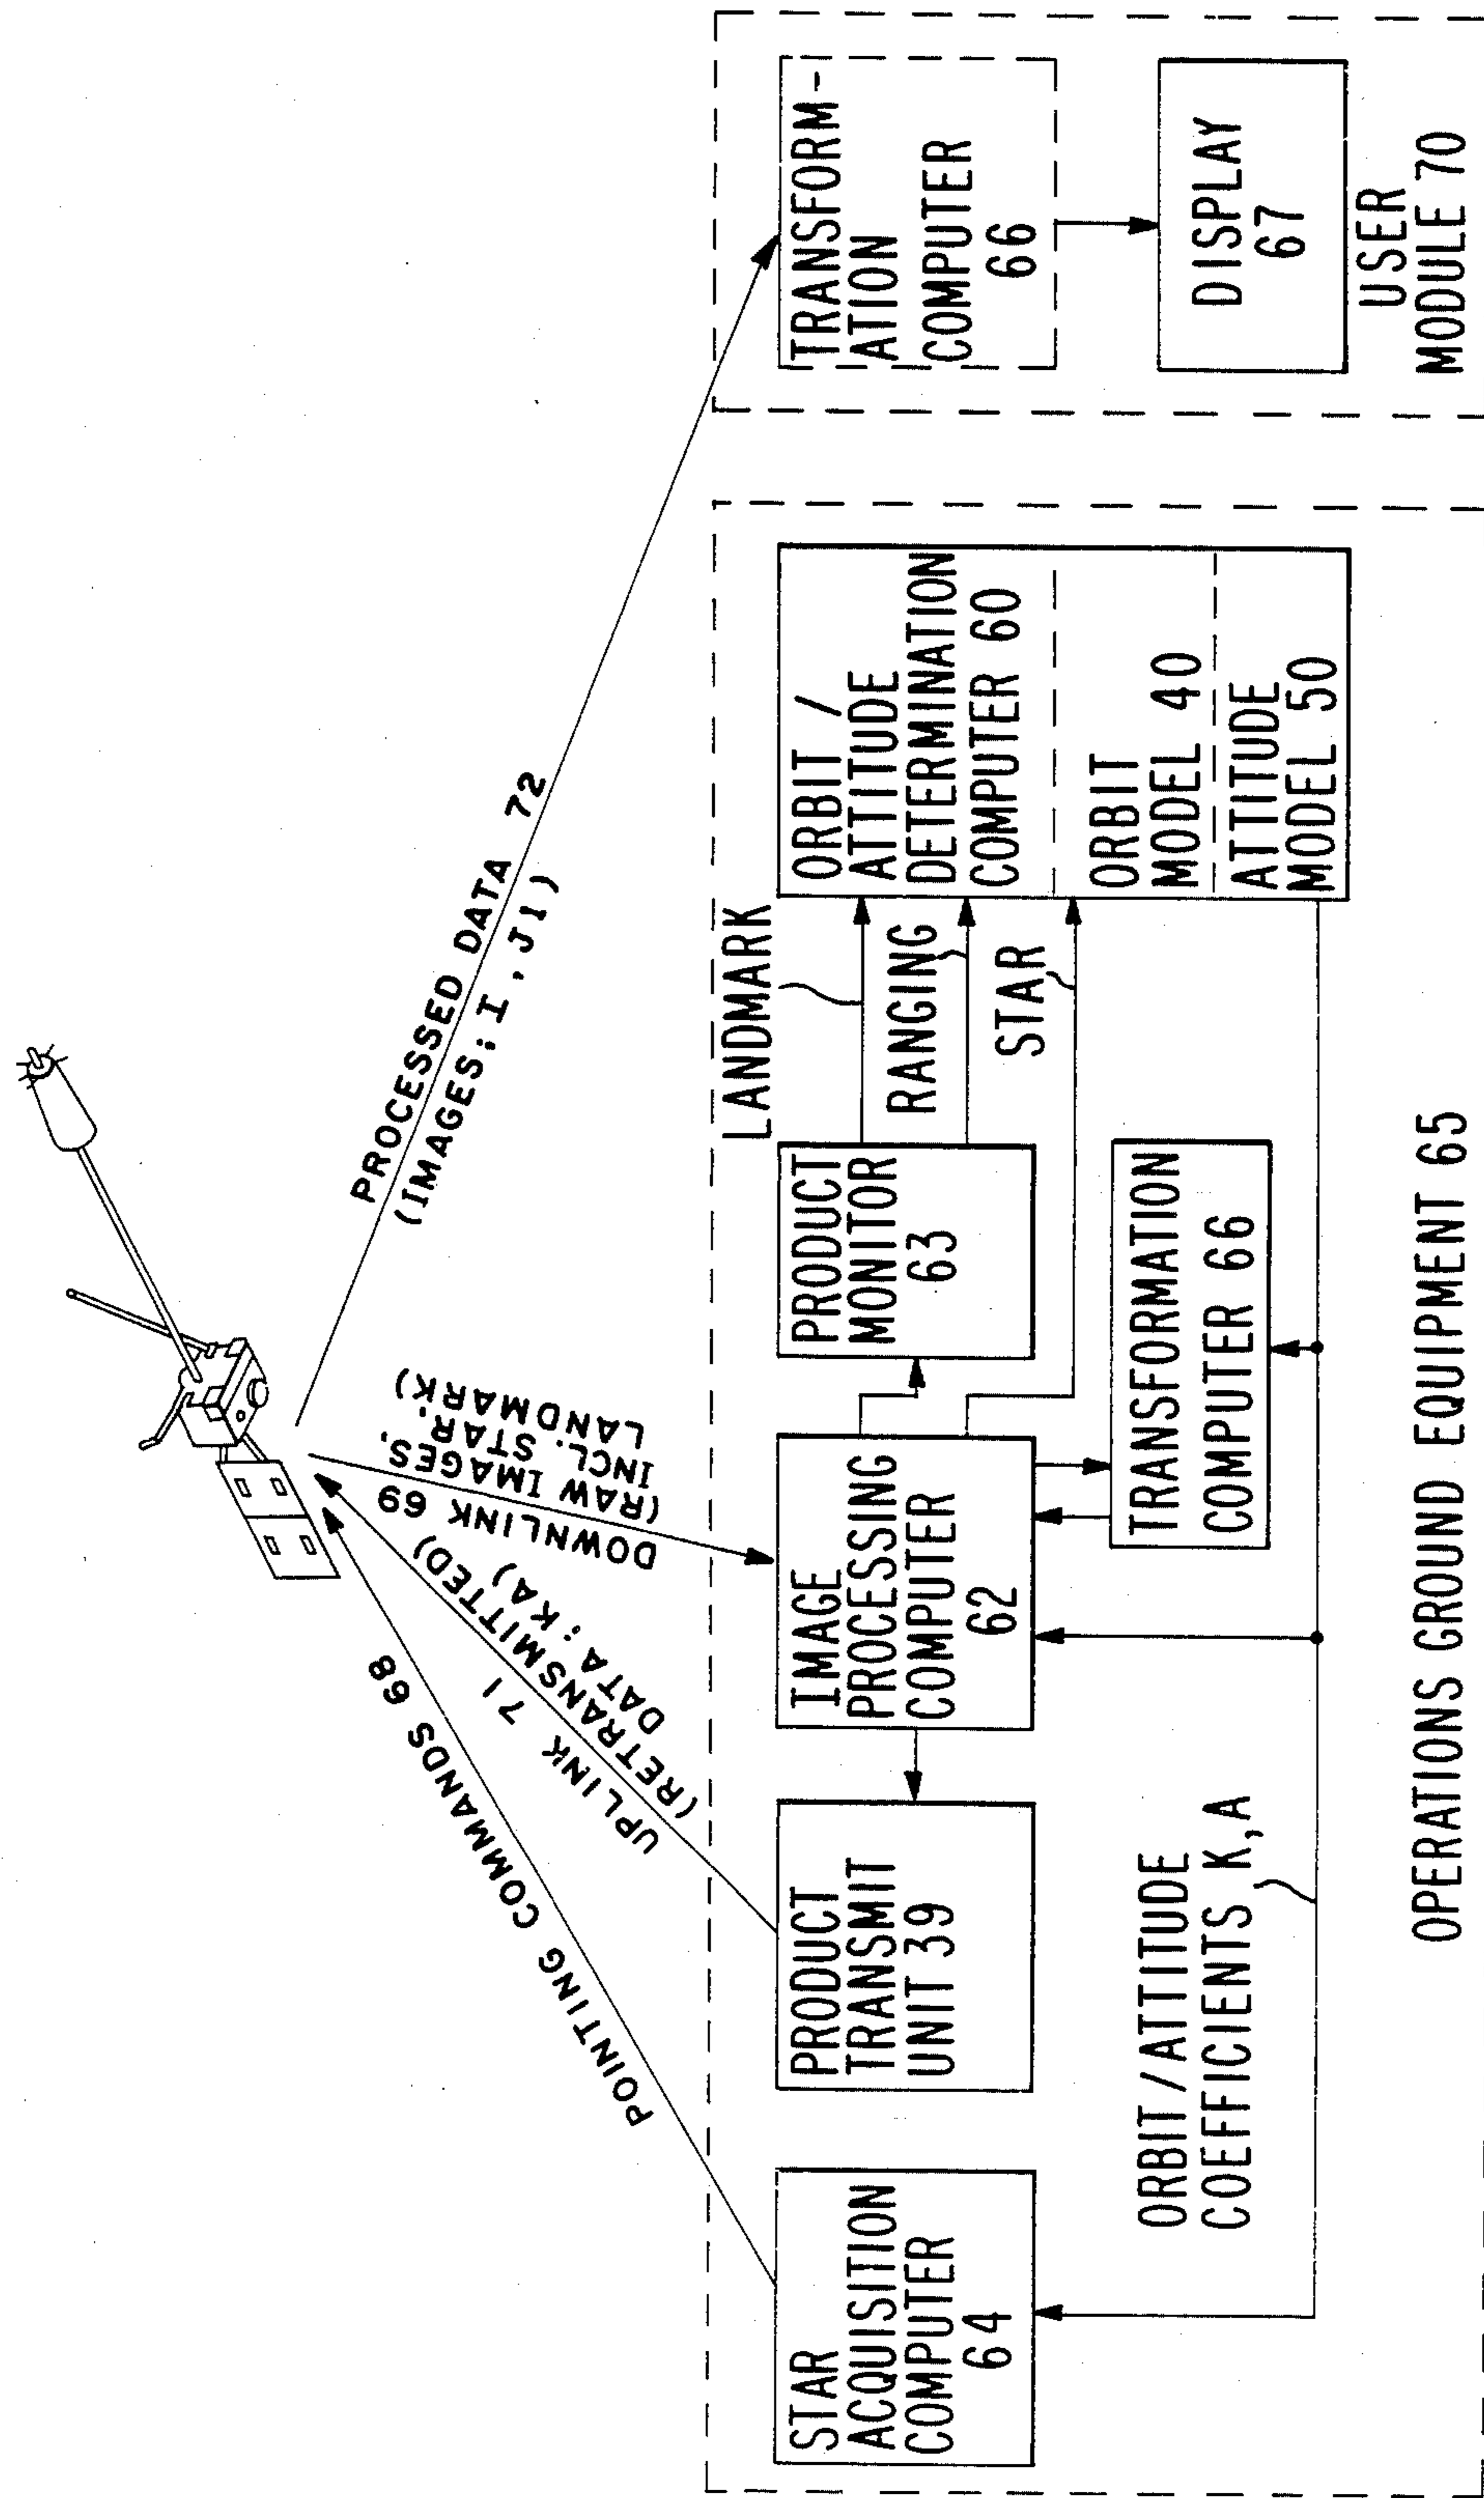 PROCESSED DATA 72
(IMAGES: I, J1)
DOWNLINK 69
(RAW IMAGES,
INCL. STAR,
LANDMARK)
UPLINK 71
(RETRANSMITTED)
DATA; KA)
POINTING COMMANDS 68
STAR
ACQUISITION
COMPUTER
64
PRODUCT
TRANSMIT
UNIT 39
IMAGE
PROCESSING
COMPUTER
62
PRODUCT
MONITOR
63
LANDMARK
RANGING
STAR
ORBIT /
ATTITUDE
DETERMINATION
COMPUTER 60
ORBIT
MODEL 40
ATTITUDE
MODEL 50
TRANSFORMATION
COMPUTER 66
ORBIT/ATTITUDE
COEFFICIENTS K,A
OPERATIONS GROUND EQUIPMENT 65
TRANSFORM-
ATION
COMPUTER
66
DISPLAY
67
USER
MODULE 70